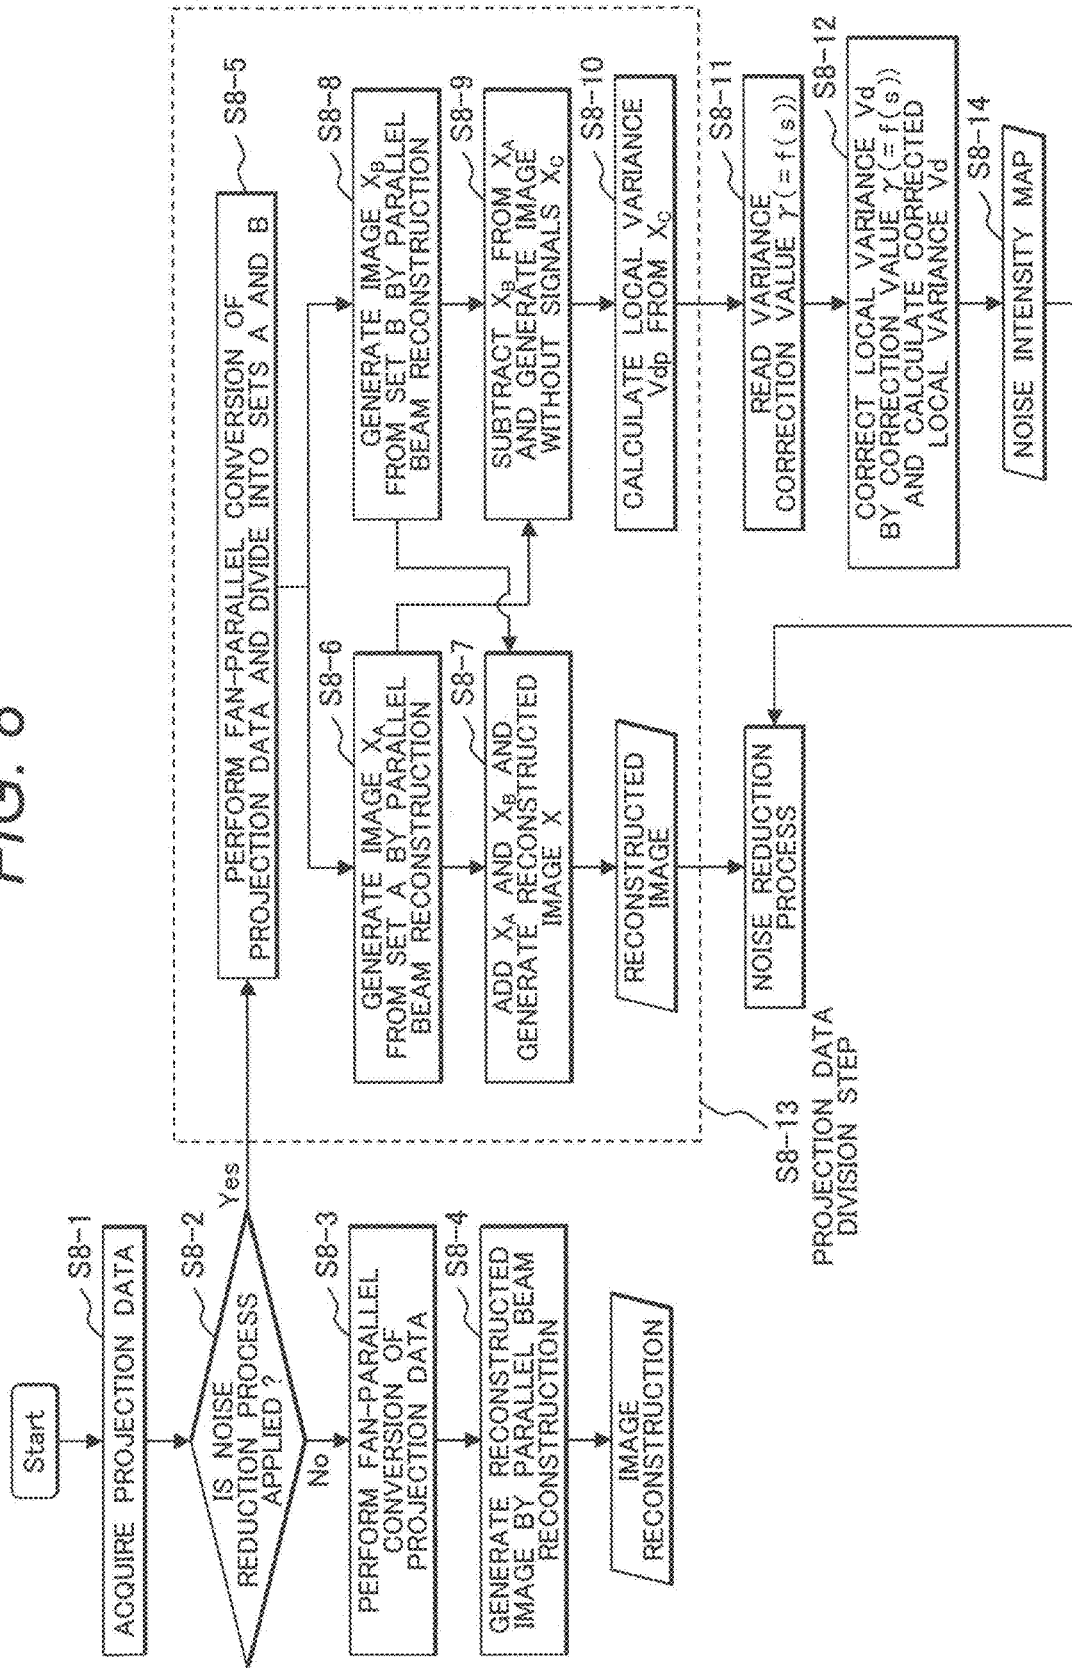 FIG. 8
Start
S8-1
ACQUIRE PROJECTION DATA
S8-2
IS NOISE
REDUCTION PROCESS
APPLIED ?
Yes
No
S8-3
PERFORM FAN-PARALLEL
CONVERSION OF
PROJECTION DATA
S8-4
GENERATE RECONSTRUCTED
IMAGE BY PARALLEL BEAM
RECONSTRUCTION
IMAGE
RECONSTRUCTION
S8-5
PERFORM FAN-PARALLEL CONVERSION OF
PROJECTION DATA AND DIVIDE INTO SETS A AND B
S8-6
GENERATE IMAGE XA
FROM SET A BY PARALLEL
BEAM RECONSTRUCTION
S8-7
ADD XA AND XB AND
GENERATE RECONSTRUCTED
IMAGE X
RECONSTRUCTED
IMAGE
NOISE REDUCTION
PROCESS
S8-8
GENERATE IMAGE XB
FROM SET B BY PARALLEL
BEAM RECONSTRUCTION
S8-9
SUBTRACT XB FROM XA
AND GENERATE IMAGE
WITHOUT SIGNALS XC
S8-10
CALCULATE LOCAL VARIANCE
Vdp FROM XC
S8-11
READ VARIANCE
CORRECTION VALUE γ(=f(s))
S8-12
CORRECT LOCAL VARIANCE Vd
BY CORRECTION VALUE γ(=f(s))
AND CALCULATE CORRECTED
LOCAL VARIANCE Vd
S8-14
NOISE INTENSITY MAP
S8-13
PROJECTION DATA
DIVISION STEP